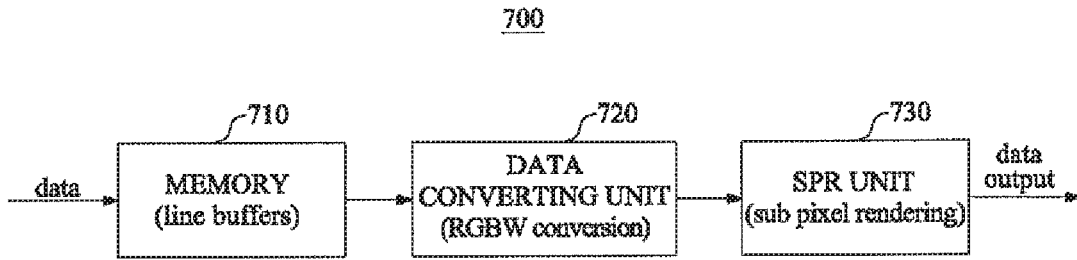 700
710
720
730
data
MEMORY
(line buffers)
DATA
CONVERTING UNIT
(RGBW conversion)
SPR UNIT
(sub pixel rendering)
data
output